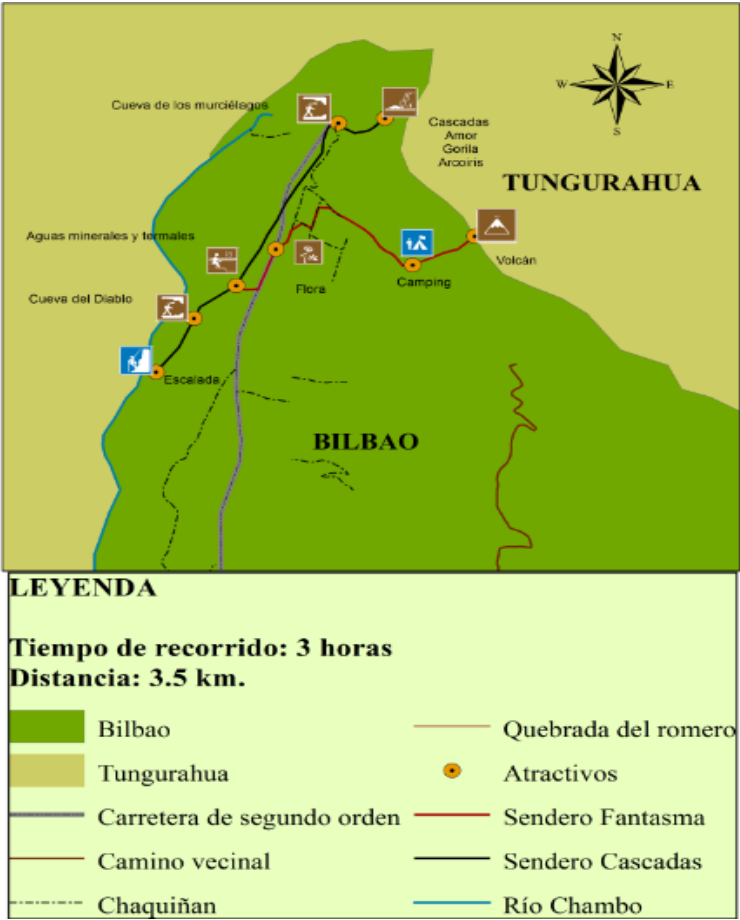 N
W
E
S
Cueva de los murciélagos
Cascadas
Amor
Gorila
Arcoiris
TUNGURAHUA
Aguas minerales y termales
Volcán
Flora
Camping
Cueva del Diablo
Escalada
BILBAO
LEYENDA
Tiempo de recorrido: 3 horas
Distancia: 3.5 km.
Bilbao
Quebrada del romero
Tungurahua
Atractivos
Carretera de segundo orden
Sendero Fantasma
Camino vecinal
Sendero Cascadas
Chaquiñan
Río Chambo